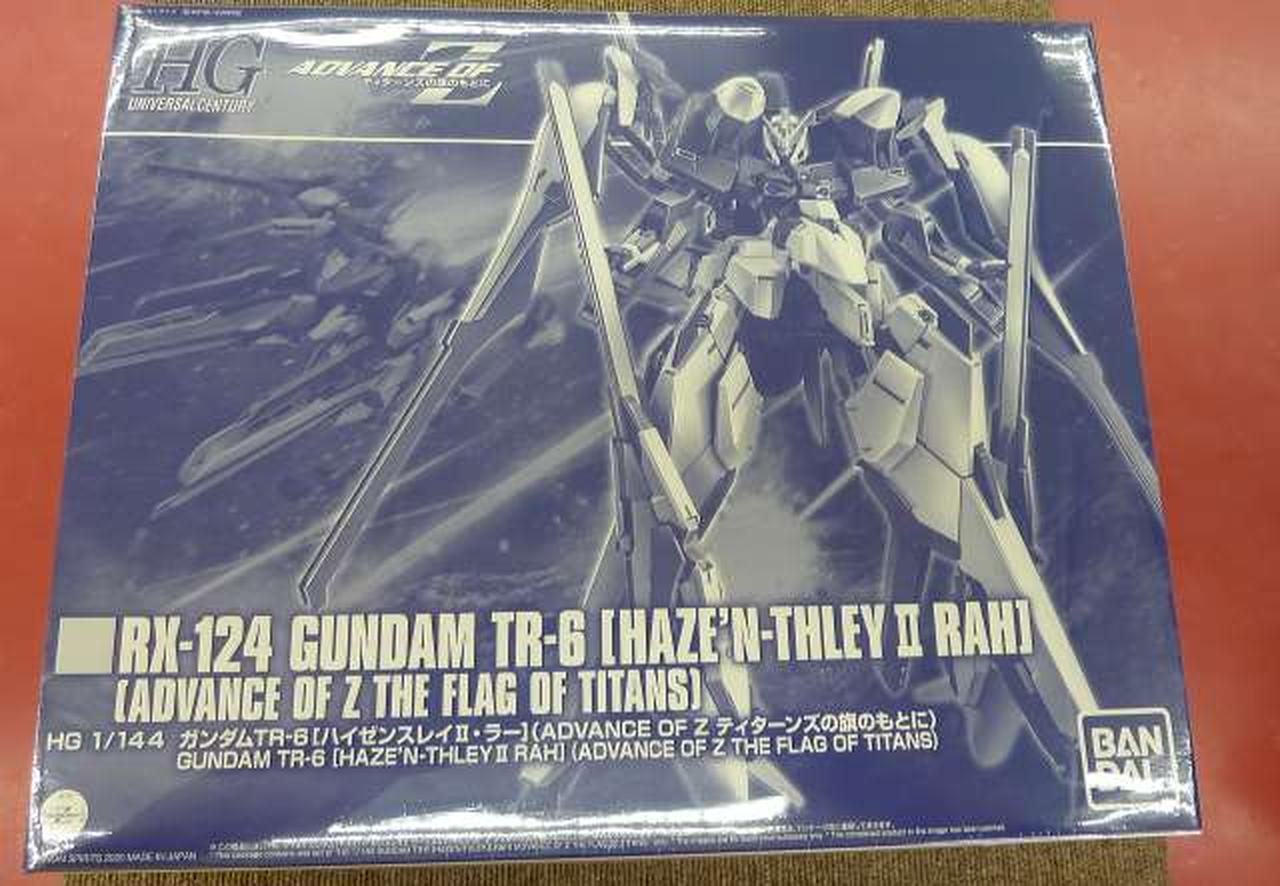 HG
UNIVERSAL CENTURY
ADVANCE OF Z
ティターンズの旗のもとに
RX-124 GUNDAM TR-6 [HAZE'N-THLEY Ⅱ RAH]
(ADVANCE OF Z THE FLAG OF TITANS)
HG 1/144 ガンダムTR-6[ハイゼンスレイⅡ・ラー](ADVANCE OF Z ティターンズの旗のもとに)
GUNDAM TR-6 [HAZE'N-THLEY Ⅱ RAH] (ADVANCE OF Z THE FLAG OF TITANS)
BAN
DAI
SPIRITS 2020 MADE IN JAPAN